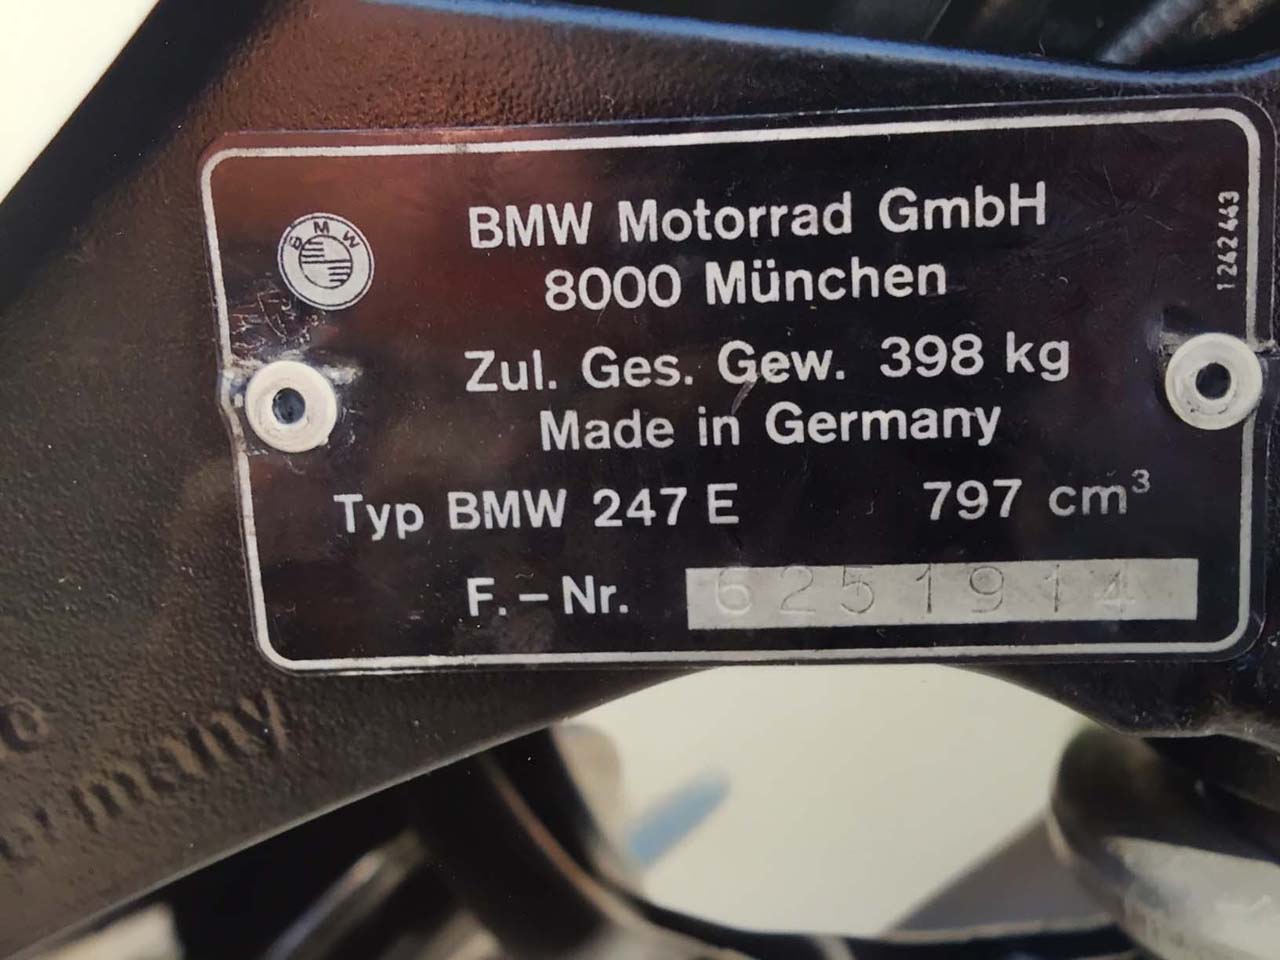 BMW
BMW Motorrad GmbH
8000 München
Zul. Ges. Gew. 398 kg
Made in Germany
Typ BMW 247 E 797 cm³
F.-Nr. 6251914
1242443